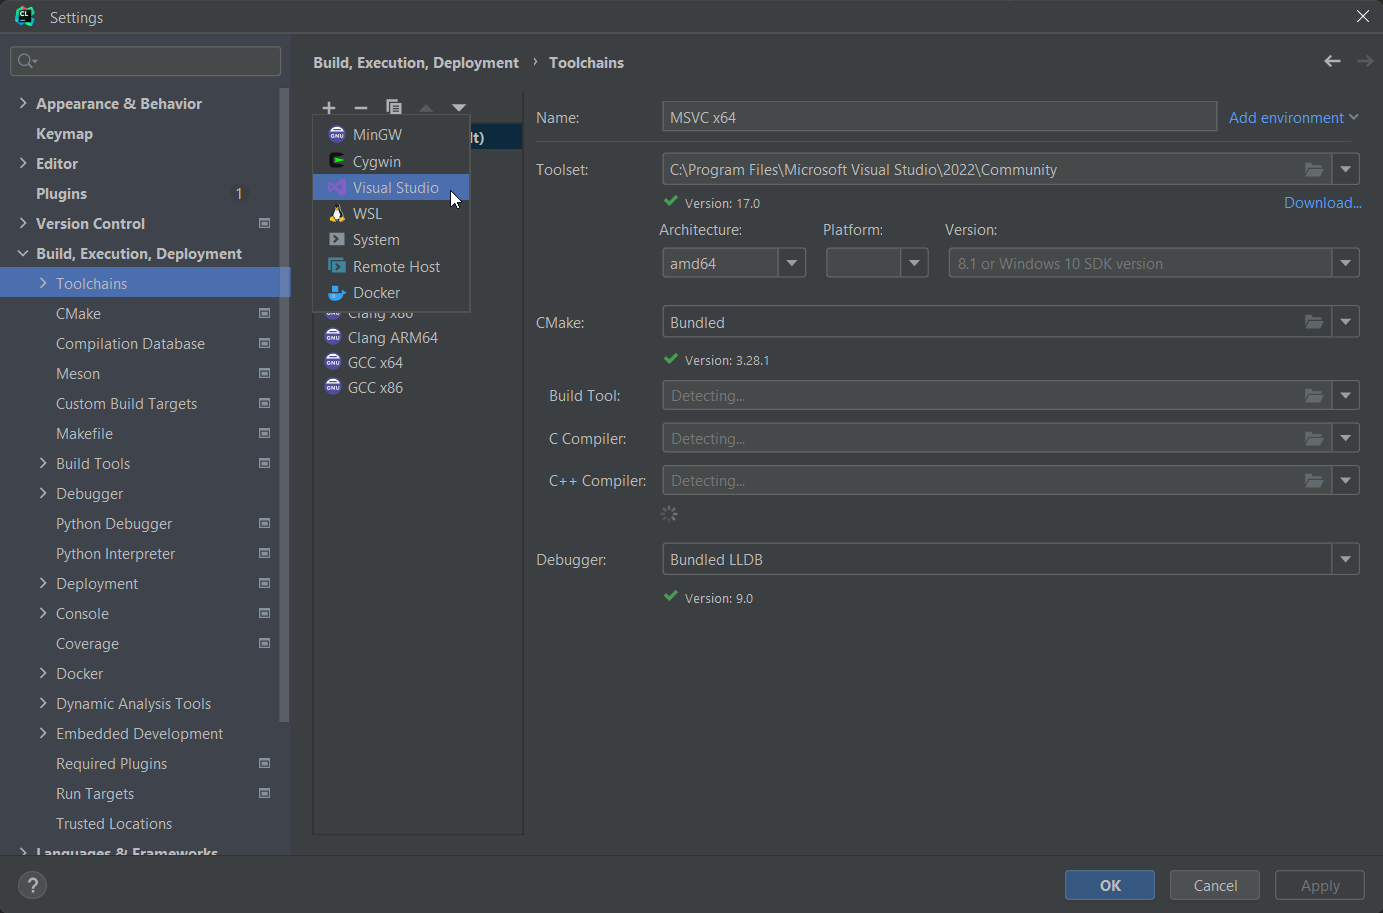 CL
Settings
Build, Execution, Deployment › Toolchains
Appearance & Behavior
Keymap
Editor
Plugins 1
Version Control
Build, Execution, Deployment
Toolchains
CMake
Compilation Database
Meson
Custom Build Targets
Makefile
Build Tools
Debugger
Python Debugger
Python Interpreter
Deployment
Console
Coverage
Docker
Dynamic Analysis Tools
Embedded Development
Required Plugins
Run Targets
Trusted Locations
Languages & Frameworks
lt)
MinGW
Cygwin
Visual Studio
WSL
System
Remote Host
Docker
Clang x86
Clang ARM64
GCC x64
GCC x86
Name: MSVC x64 Add environment
Toolset: C:\Program Files\Microsoft Visual Studio\2022\Community
Version: 17.0 Download...
Architecture: Platform: Version:
amd64 8.1 or Windows 10 SDK version
CMake: Bundled
Version: 3.28.1
Build Tool: Detecting...
C Compiler: Detecting...
C++ Compiler: Detecting...
Debugger: Bundled LLDB
Version: 9.0
? OK Cancel Apply